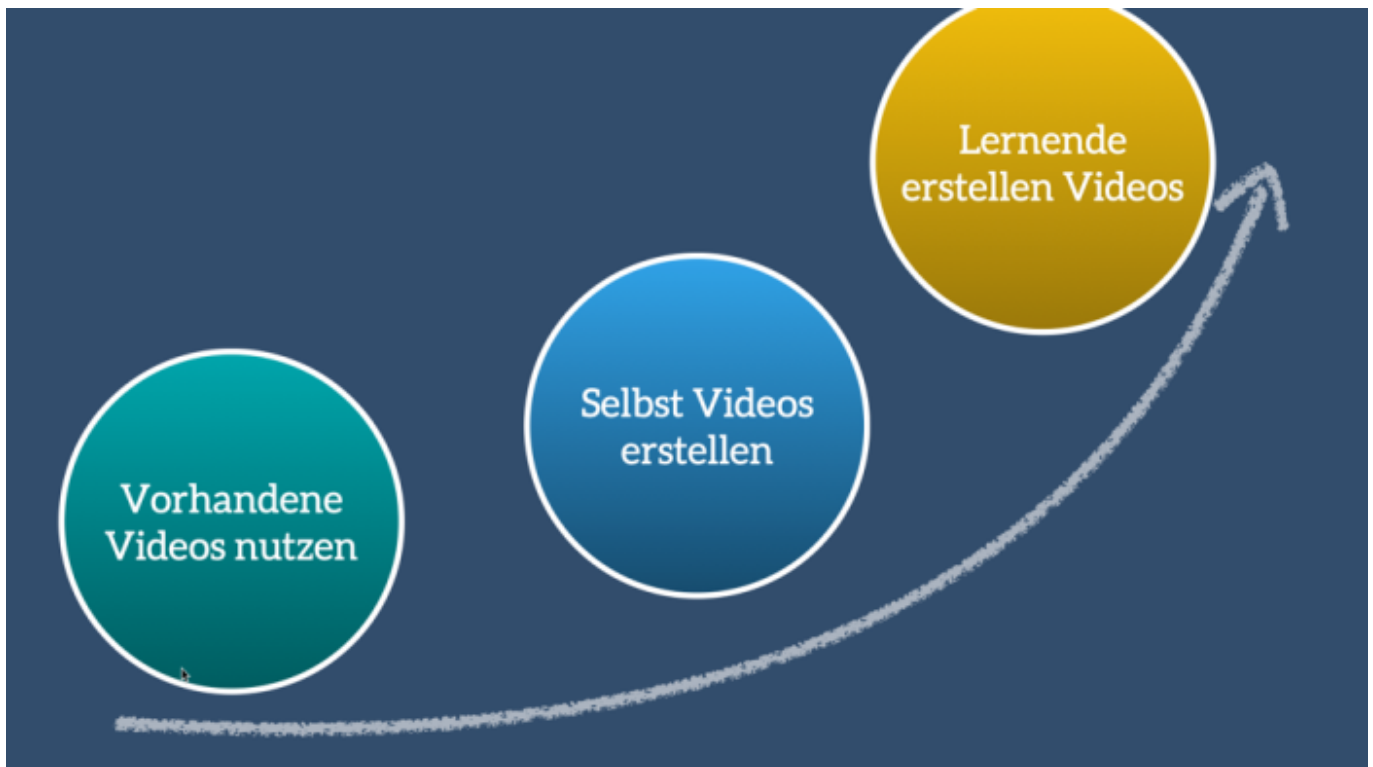 Vorhandene
Videos nutzen
Selbst Videos
erstellen
Lernende
erstellen Videos